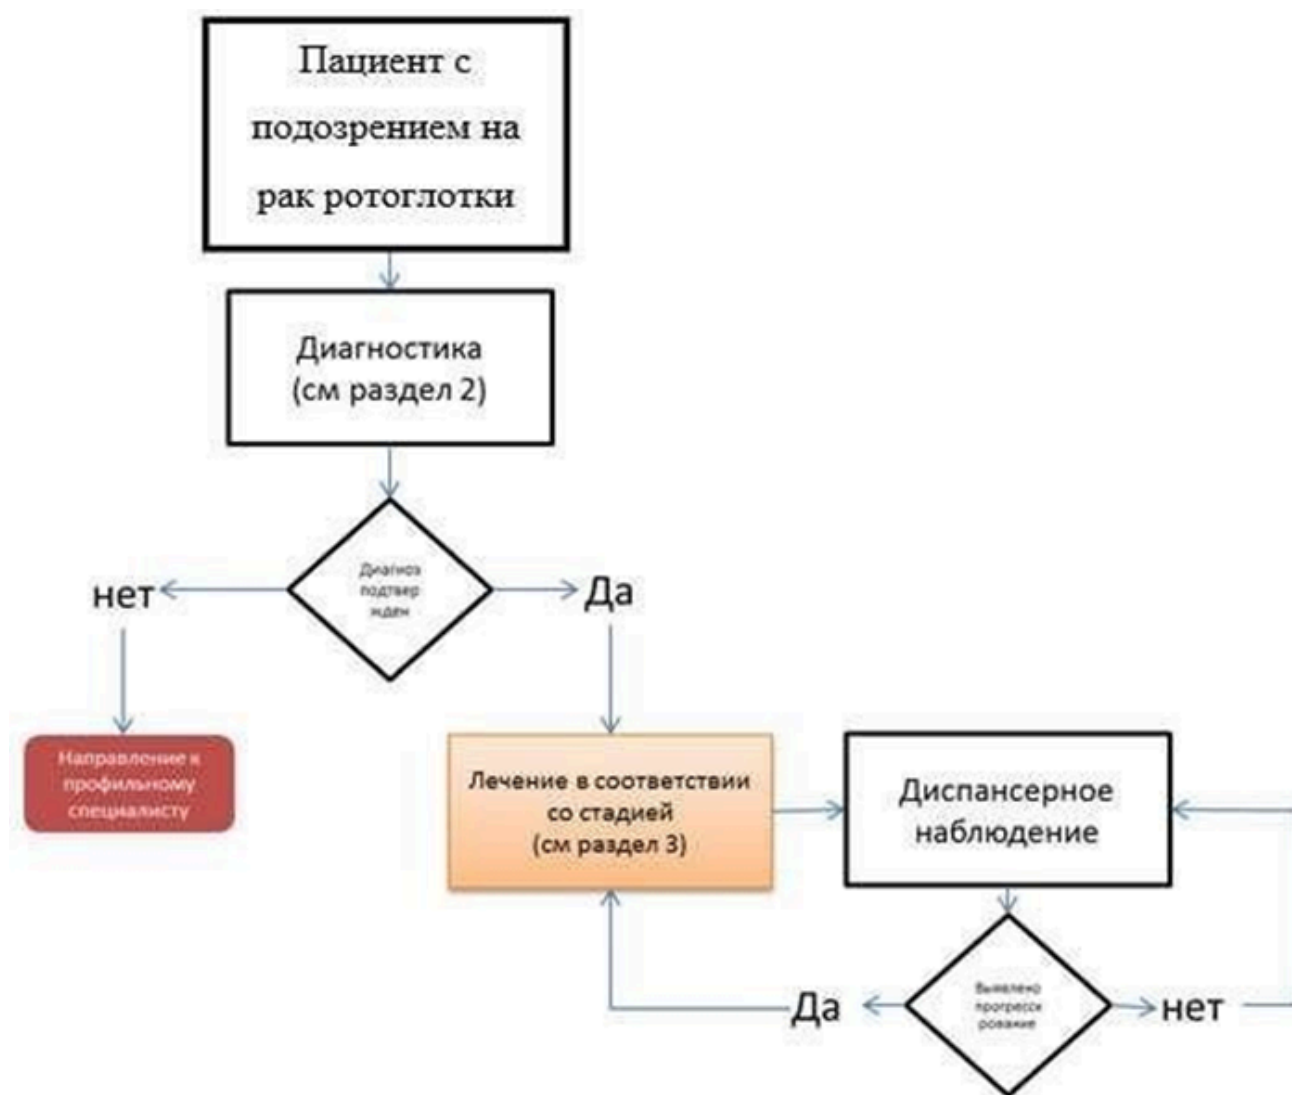 Пациент с
подозрением на
рак ротоглотки
Диагностика
(см раздел 2)
Диагноз
подтвер
жден
нет
Да
Направление к
профильному
специалисту
Лечение в соответствии
со стадией
(см раздел 3)
Диспансерное
наблюдение
Выявлено
прогресси
рование
Да
нет